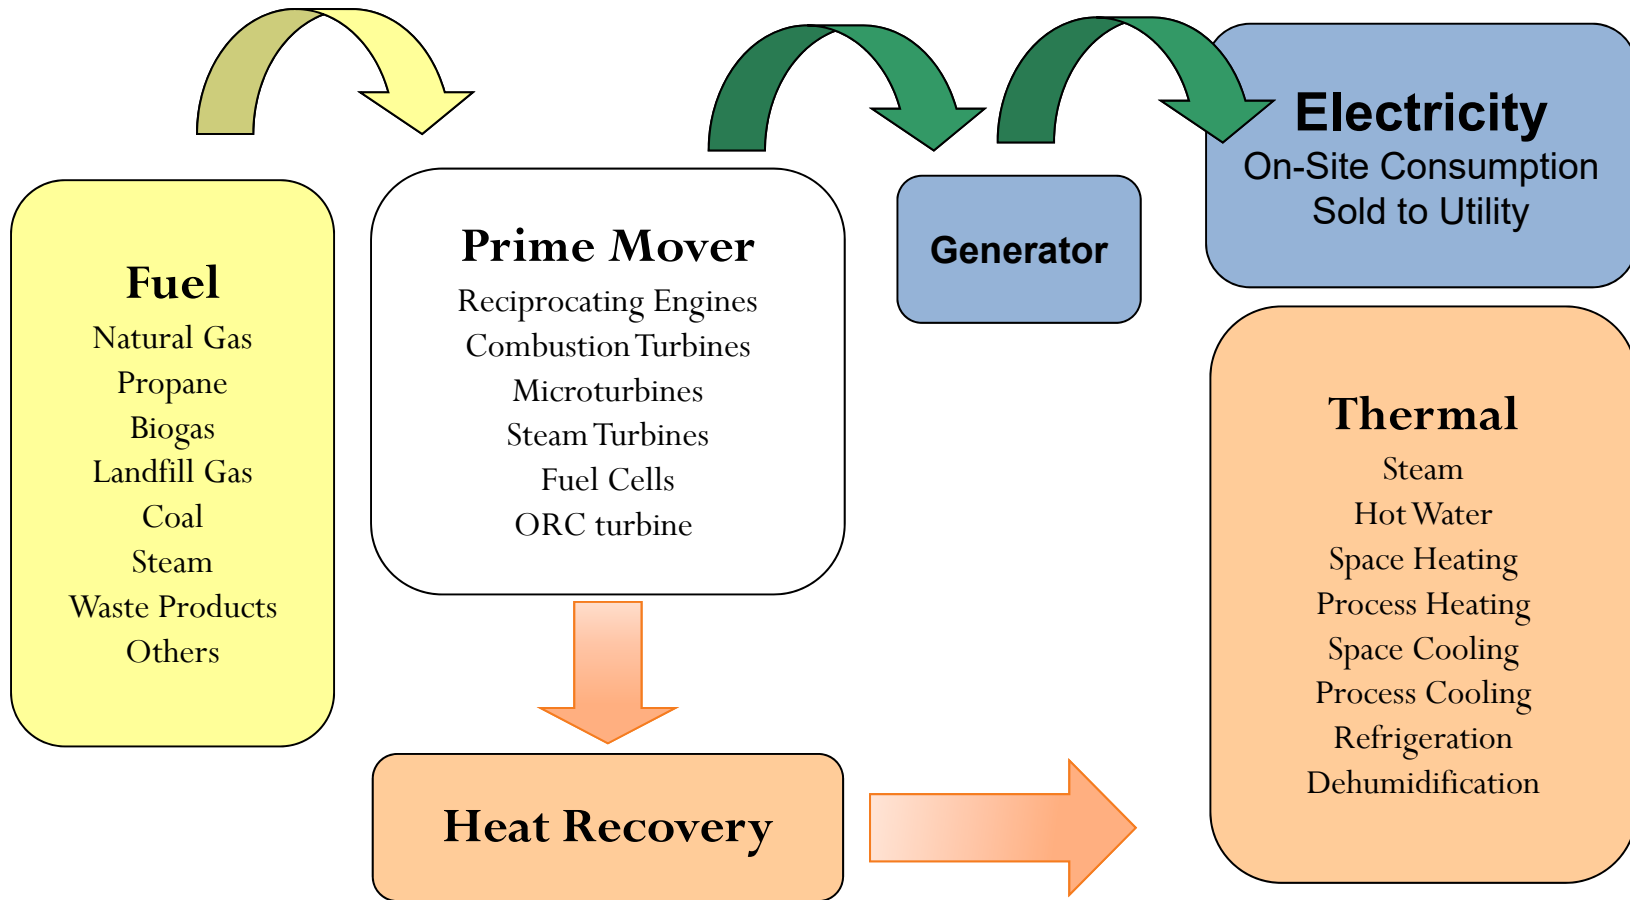 Fuel
Natural Gas
Propane
Biogas
Landfill Gas
Coal
Steam
Waste Products
Others
Prime Mover
Reciprocating Engines
Combustion Turbines
Microturbines
Steam Turbines
Fuel Cells
ORC turbine
Generator
Electricity
On-Site Consumption
Sold to Utility
Heat Recovery
Thermal
Steam
Hot Water
Space Heating
Process Heating
Space Cooling
Process Cooling
Refrigeration
Dehumidification